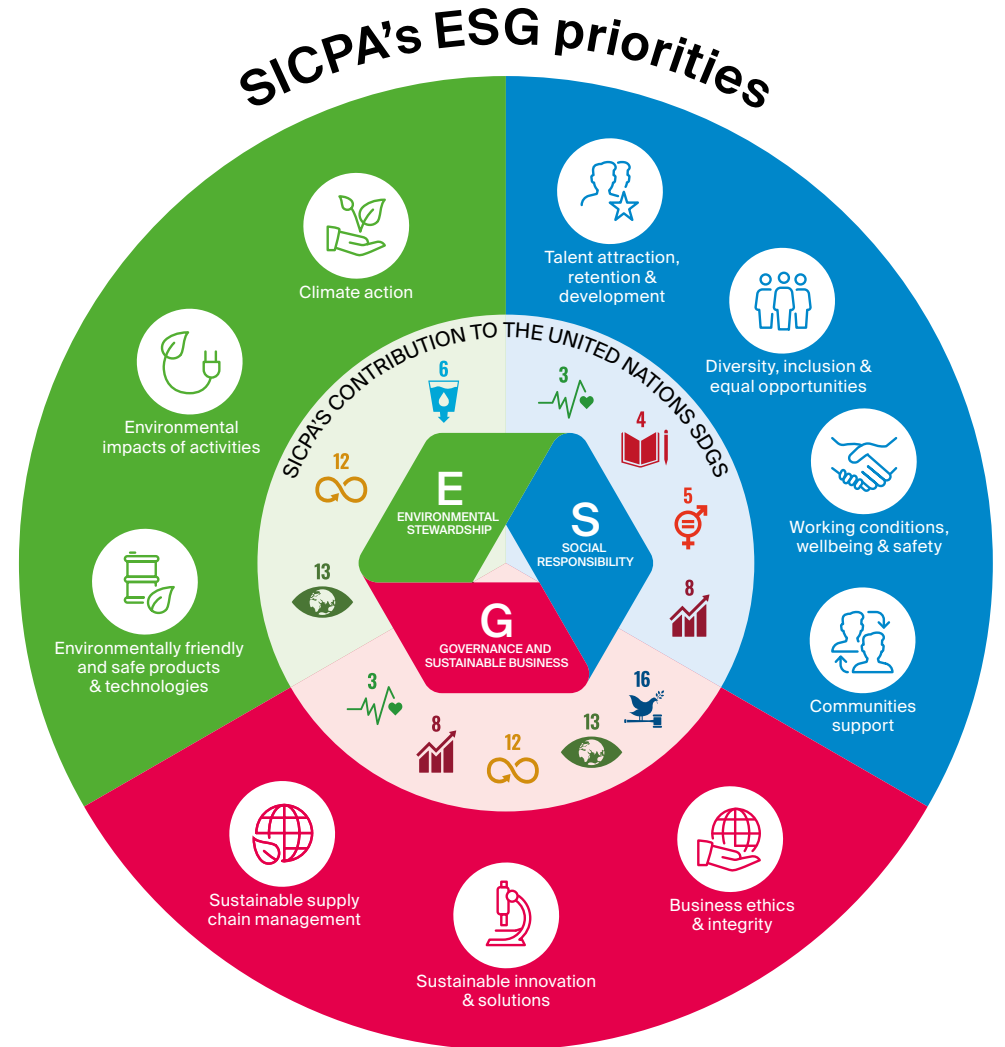 SICPA's ESG priorities
Climate action
Environmental
impacts of activities
Environmentally friendly
and safe products
& technologies
Talent attraction,
retention &
development
Diversity, inclusion &
equal opportunities
Working conditions,
wellbeing & safety
Communities
support
Sustainable supply
chain management
Sustainable innovation
& solutions
Business ethics
& integrity
SICPA'S CONTRIBUTION TO THE UNITED NATIONS SDGS
6
12
13
3
4
5
8
3
8
12
13
16
E
ENVIRONMENTAL
STEWARDSHIP
S
SOCIAL
RESPONSIBILITY
G
GOVERNANCE AND
SUSTAINABLE BUSINESS